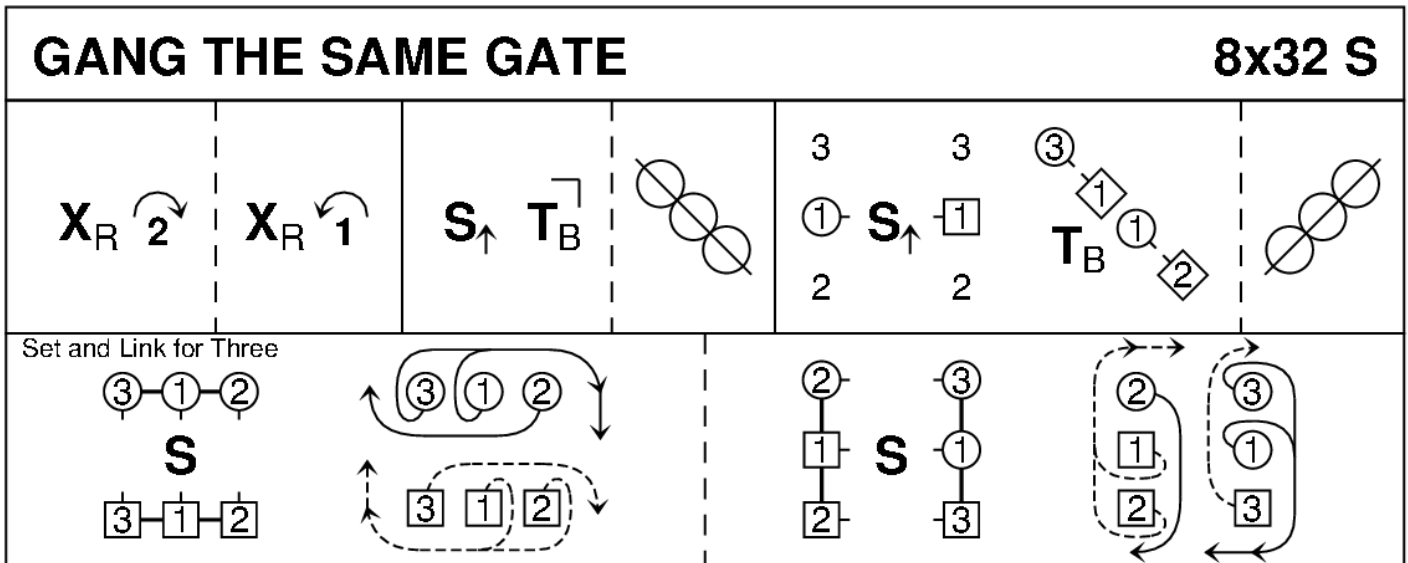 GANG THE SAME GATE 8x32 S
XR 2 XR 1 S TB
3 3 3
1 S 1 1 1
TB
2 2 2
Set and Link for Three
3 1 2 3 1 2 2 3 2 3
S 1 S 1 1 1
3 1 2 3 1 2 2 3 2 3